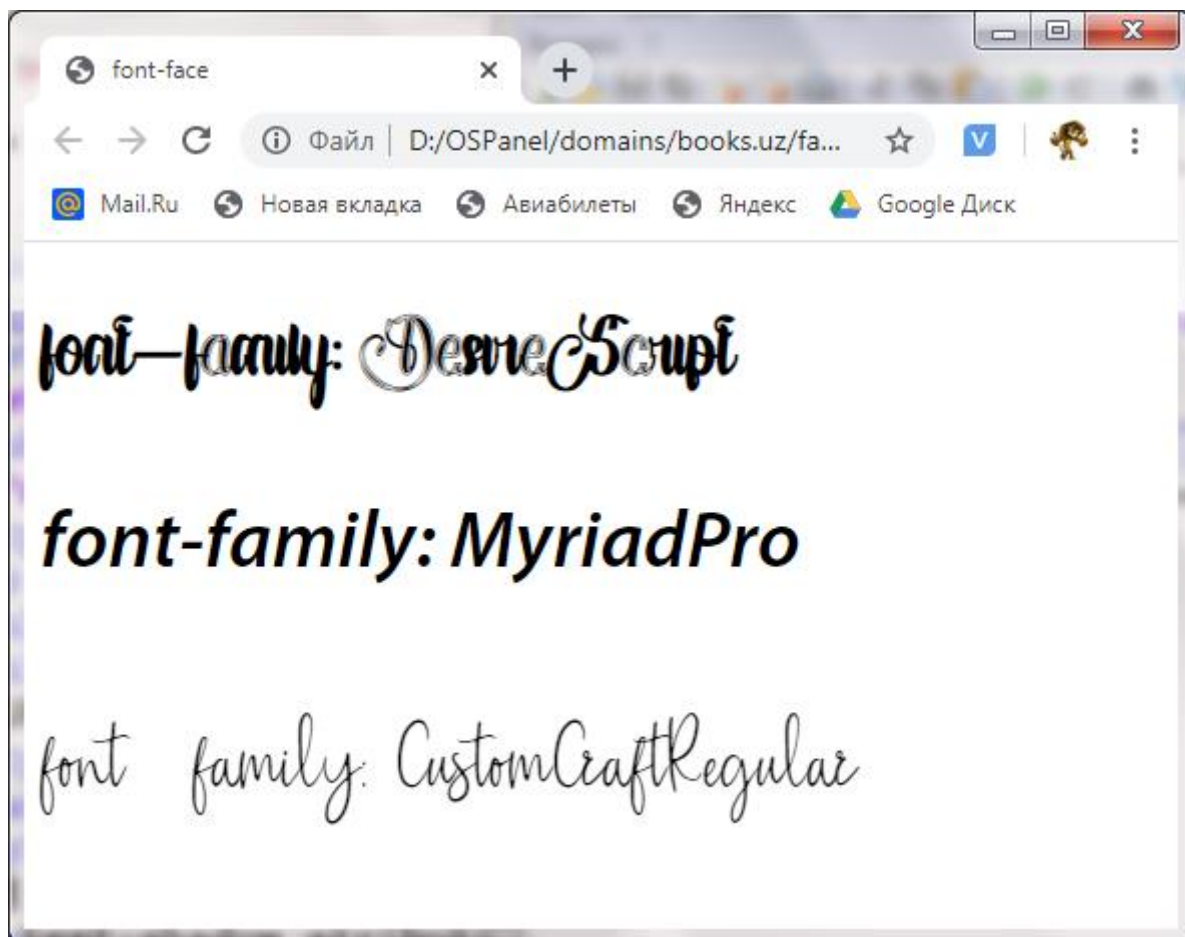 font-face
Файл | D:/OSPanel/domains/books.uz/fa...
Mail.Ru Новая вкладка Авиабилеты Яндекс Google Диск
font-family: DesireScript
font-family: MyriadPro
font family: CustomCraftRegular